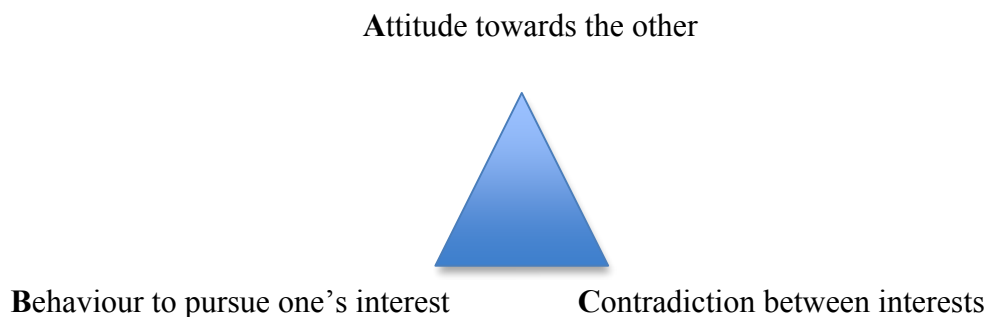 Attitude towards the other
Behaviour to pursue one’s interest
Contradiction between interests